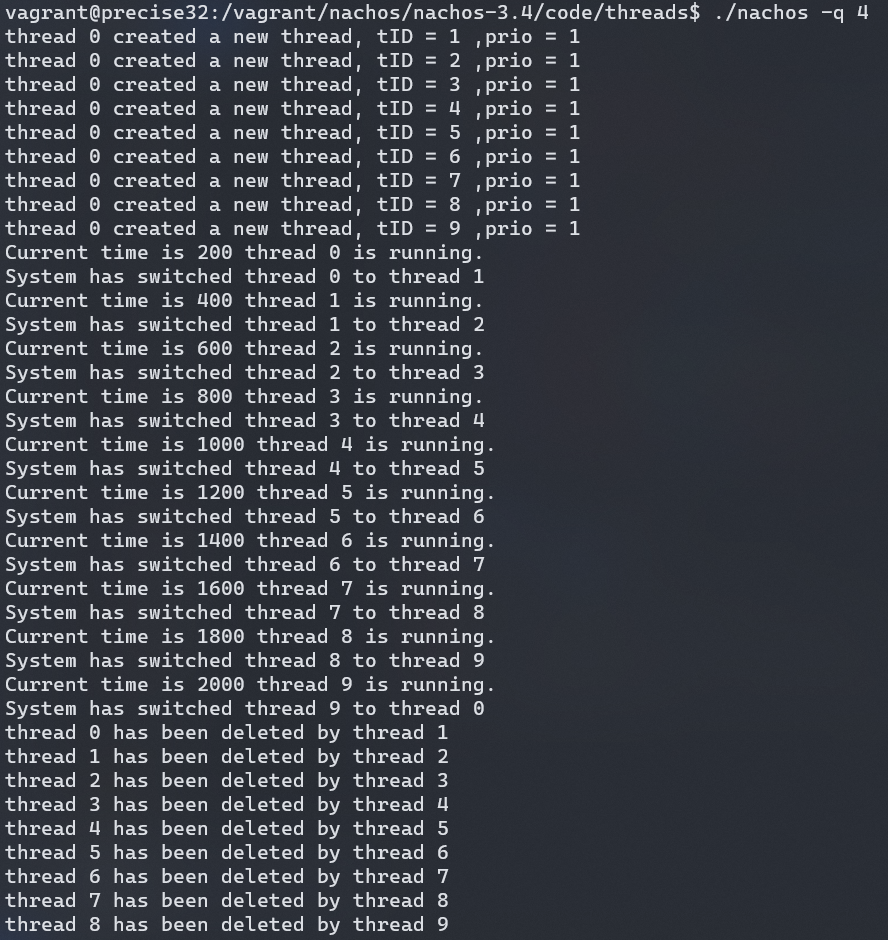 vagrant@precise32:/vagrant/nachos/nachos-3.4/code/threads$ ./nachos -q 4
thread 0 created a new thread, tID = 1 ,prio = 1
thread 0 created a new thread, tID = 2 ,prio = 1
thread 0 created a new thread, tID = 3 ,prio = 1
thread 0 created a new thread, tID = 4 ,prio = 1
thread 0 created a new thread, tID = 5 ,prio = 1
thread 0 created a new thread, tID = 6 ,prio = 1
thread 0 created a new thread, tID = 7 ,prio = 1
thread 0 created a new thread, tID = 8 ,prio = 1
thread 0 created a new thread, tID = 9 ,prio = 1
Current time is 200 thread 0 is running.
System has switched thread 0 to thread 1
Current time is 400 thread 1 is running.
System has switched thread 1 to thread 2
Current time is 600 thread 2 is running.
System has switched thread 2 to thread 3
Current time is 800 thread 3 is running.
System has switched thread 3 to thread 4
Current time is 1000 thread 4 is running.
System has switched thread 4 to thread 5
Current time is 1200 thread 5 is running.
System has switched thread 5 to thread 6
Current time is 1400 thread 6 is running.
System has switched thread 6 to thread 7
Current time is 1600 thread 7 is running.
System has switched thread 7 to thread 8
Current time is 1800 thread 8 is running.
System has switched thread 8 to thread 9
Current time is 2000 thread 9 is running.
System has switched thread 9 to thread 0
thread 0 has been deleted by thread 1
thread 1 has been deleted by thread 2
thread 2 has been deleted by thread 3
thread 3 has been deleted by thread 4
thread 4 has been deleted by thread 5
thread 5 has been deleted by thread 6
thread 6 has been deleted by thread 7
thread 7 has been deleted by thread 8
thread 8 has been deleted by thread 9